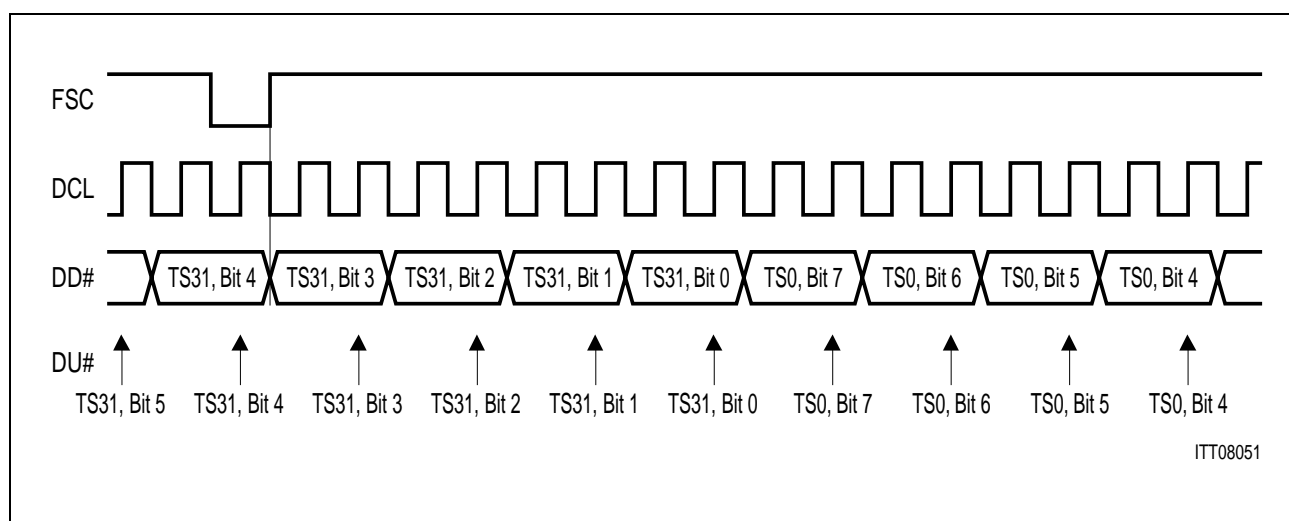 FSC
DCL
DD# TS31, Bit 4 TS31, Bit 3 TS31, Bit 2 TS31, Bit 1 TS31, Bit 0 TS0, Bit 7 TS0, Bit 6 TS0, Bit 5 TS0, Bit 4
DU#
TS31, Bit 5 TS31, Bit 4 TS31, Bit 3 TS31, Bit 2 TS31, Bit 1 TS31, Bit 0 TS0, Bit 7 TS0, Bit 6 TS0, Bit 5 TS0, Bit 4
ITT08051